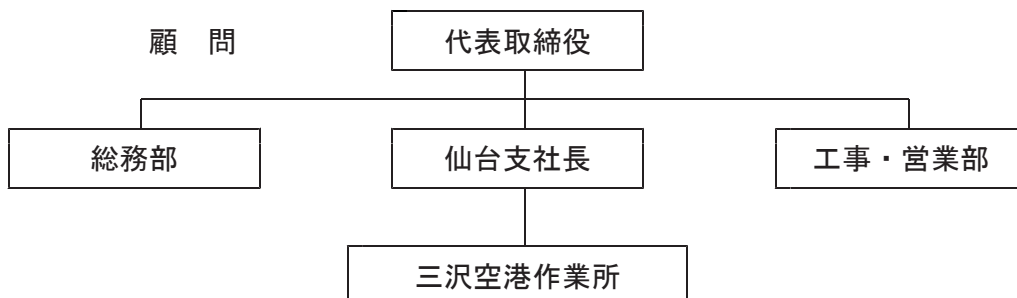 顧　問
代表取締役
総務部
仙台支社長
工事・営業部
三沢空港作業所